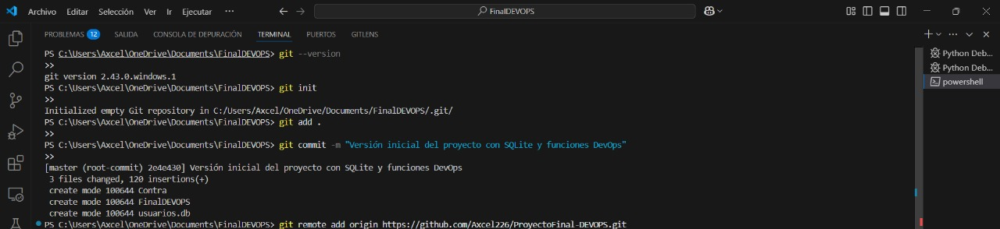 Archivo Editar Selección Ver Ir Ejecutar ··· FinalDEVOPS
PROBLEMAS 12 SALIDA CONSOLA DE DEPURACIÓN TERMINAL PUERTOS GITLENS
PS C:\Users\Axcel\OneDrive\Documents\FinalDEVOPS> git --version
>>
git version 2.43.0.windows.1
PS C:\Users\Axcel\OneDrive\Documents\FinalDEVOPS> git init
>>
Initialized empty Git repository in C:/Users/Axcel/OneDrive/Documents/FinalDEVOPS/.git/
PS C:\Users\Axcel\OneDrive\Documents\FinalDEVOPS> git add .
>>
PS C:\Users\Axcel\OneDrive\Documents\FinalDEVOPS> git commit -m "Versión inicial del proyecto con SQLite y funciones DevOps"
>>
[master (root-commit) 2e4e430] Versión inicial del proyecto con SQLite y funciones DevOps
3 files changed, 120 insertions(+)
create mode 100644 Contra
create mode 100644 FinalDEVOPS
create mode 100644 usuarios.db
PS C:\Users\Axcel\OneDrive\Documents\FinalDEVOPS> git remote add origin https://github.com/Axcel226/ProyectoFinal-DEVOPS.git
Python Deb...
Python Deb...
powershell